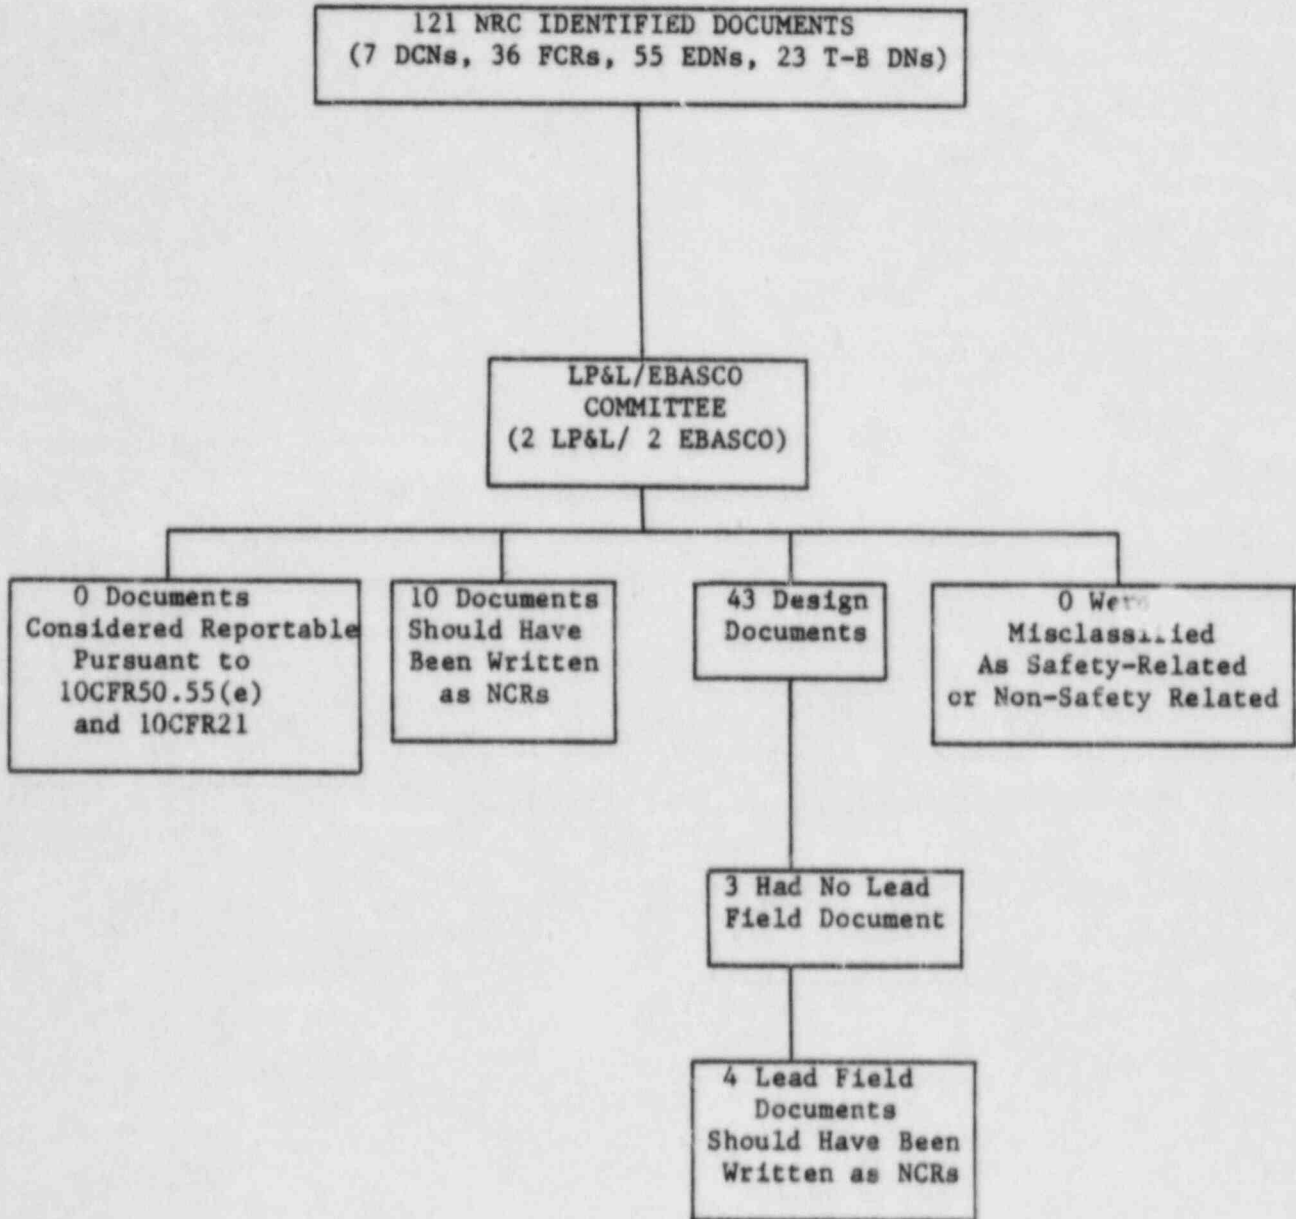 121 NRC IDENTIFIED DOCUMENTS
(7 DCNs, 36 FCRs, 55 EDNs, 23 T-B DNs)
LP&L/EBASCO
COMMITTEE
(2 LP&L/ 2 EBASCO)
0 Documents
Considered Reportable
Pursuant to
10CFR50.55(e)
and 10CFR21
10 Documents
Should Have
Been Written
as NCRs
43 Design
Documents
0 Were
Misclassified
As Safety-Related
or Non-Safety Related
3 Had No Lead
Field Document
4 Lead Field
Documents
Should Have Been
Written as NCRs